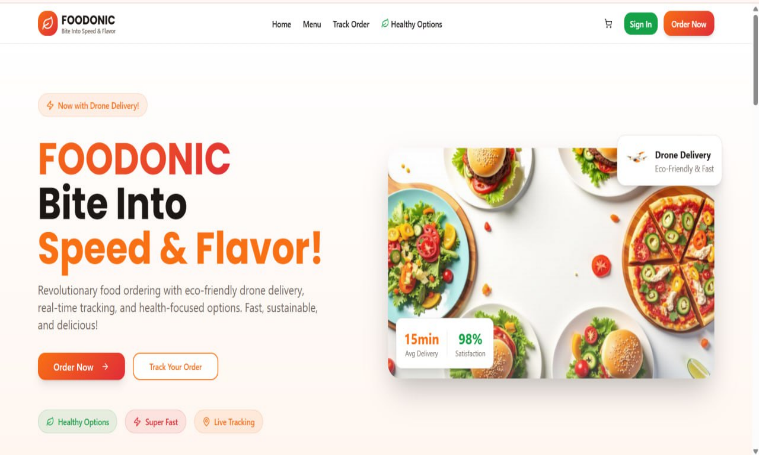 FOODONIC
Bite Into Speed & Flavor
Home Menu Track Order Healthy Options
Sign In
Order Now
Now with Drone Delivery!
FOODONIC
Bite Into
Speed & Flavor!
Revolutionary food ordering with eco-friendly drone delivery,
real-time tracking, and health-focused options. Fast, sustainable,
and delicious!
Order Now →
Track Your Order
Healthy Options
Super Fast
Live Tracking
Drone Delivery
Eco-Friendly & Fast
15min
Avg Delivery
98%
Satisfaction